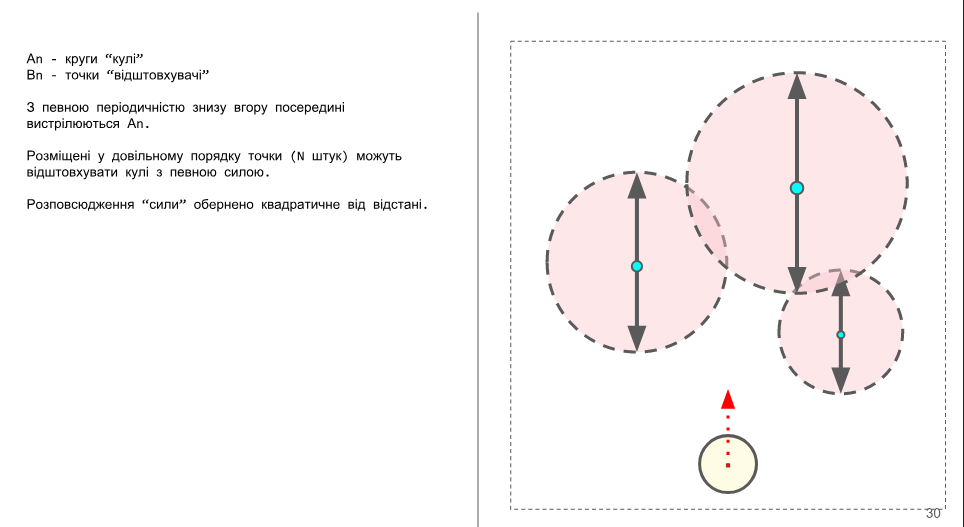 An - круги “кулі”
Bn - точки “відштовхувачі”
З певною періодичністю знизу вгору посередині
вистрілюються An.
Розміщені у довільному порядку точки (N штук) можуть
відштовхувати кулі з певною силою.
Розповсюдження “сили” обернено квадратичне від відстані.
30